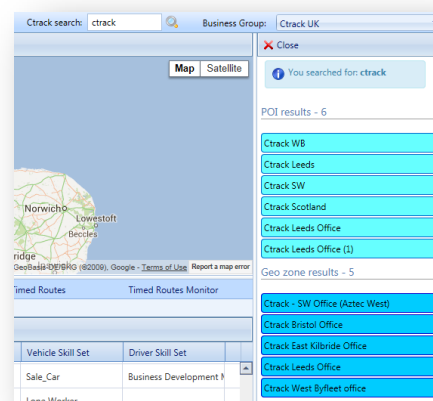 Ctrack search: ctrack Business Group: Ctrack UK
Close
Map Satellite
You searched for: ctrack
POI results - 6
Ctrack WB
Ctrack Leeds
Ctrack SW
Ctrack Scotland
Ctrack Leeds Office
Ctrack Leeds Office (1)
Norwich
Lowestoft
Beccles
ridge
GeoBasis-DE/BKG (©2009), Google - Terms of Use Report a map error
Geo zone results - 5
Timed Routes Timed Routes Monitor
Ctrack - SW Office (Aztec West)
Ctrack Bristol Office
Ctrack East Kilbride Office
Ctrack Leeds Office
Ctrack West Byfleet office
Vehicle Skill Set Driver Skill Set
Sale_Car Business Development M
Lone Worker